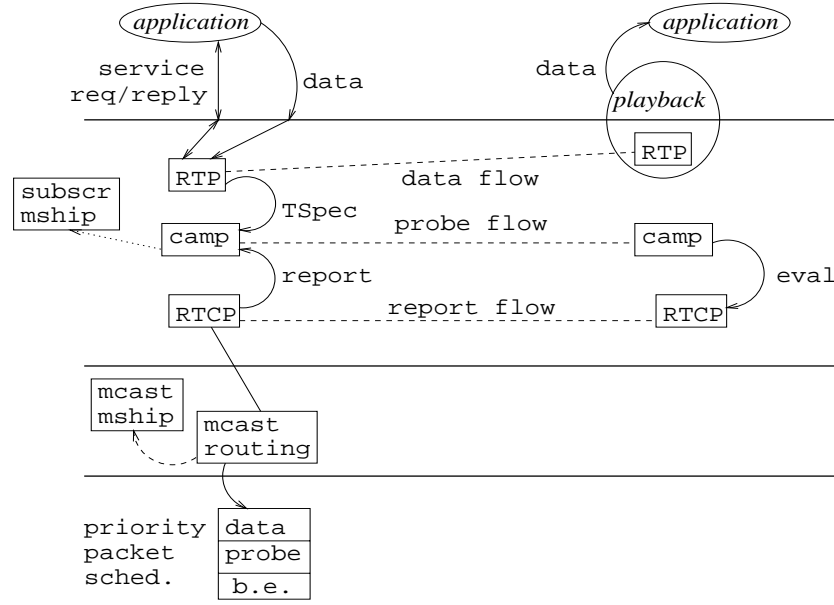 application
application
service
req/reply
data
data
playback
RTP
RTP
data flow
subscr
mship
TSpec
camp
probe flow
camp
report
eval
RTCP
report flow
RTCP
mcast
mship
mcast
routing
priority
packet
sched.
data
probe
b.e.